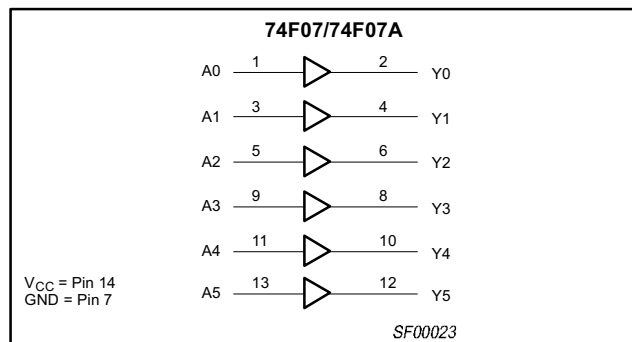 74F07/74F07A
A0 1 2 Y0
A1 3 4 Y1
A2 5 6 Y2
A3 9 8 Y3
A4 11 10 Y4
A5 13 12 Y5
VCC = Pin 14
GND = Pin 7
SF00023